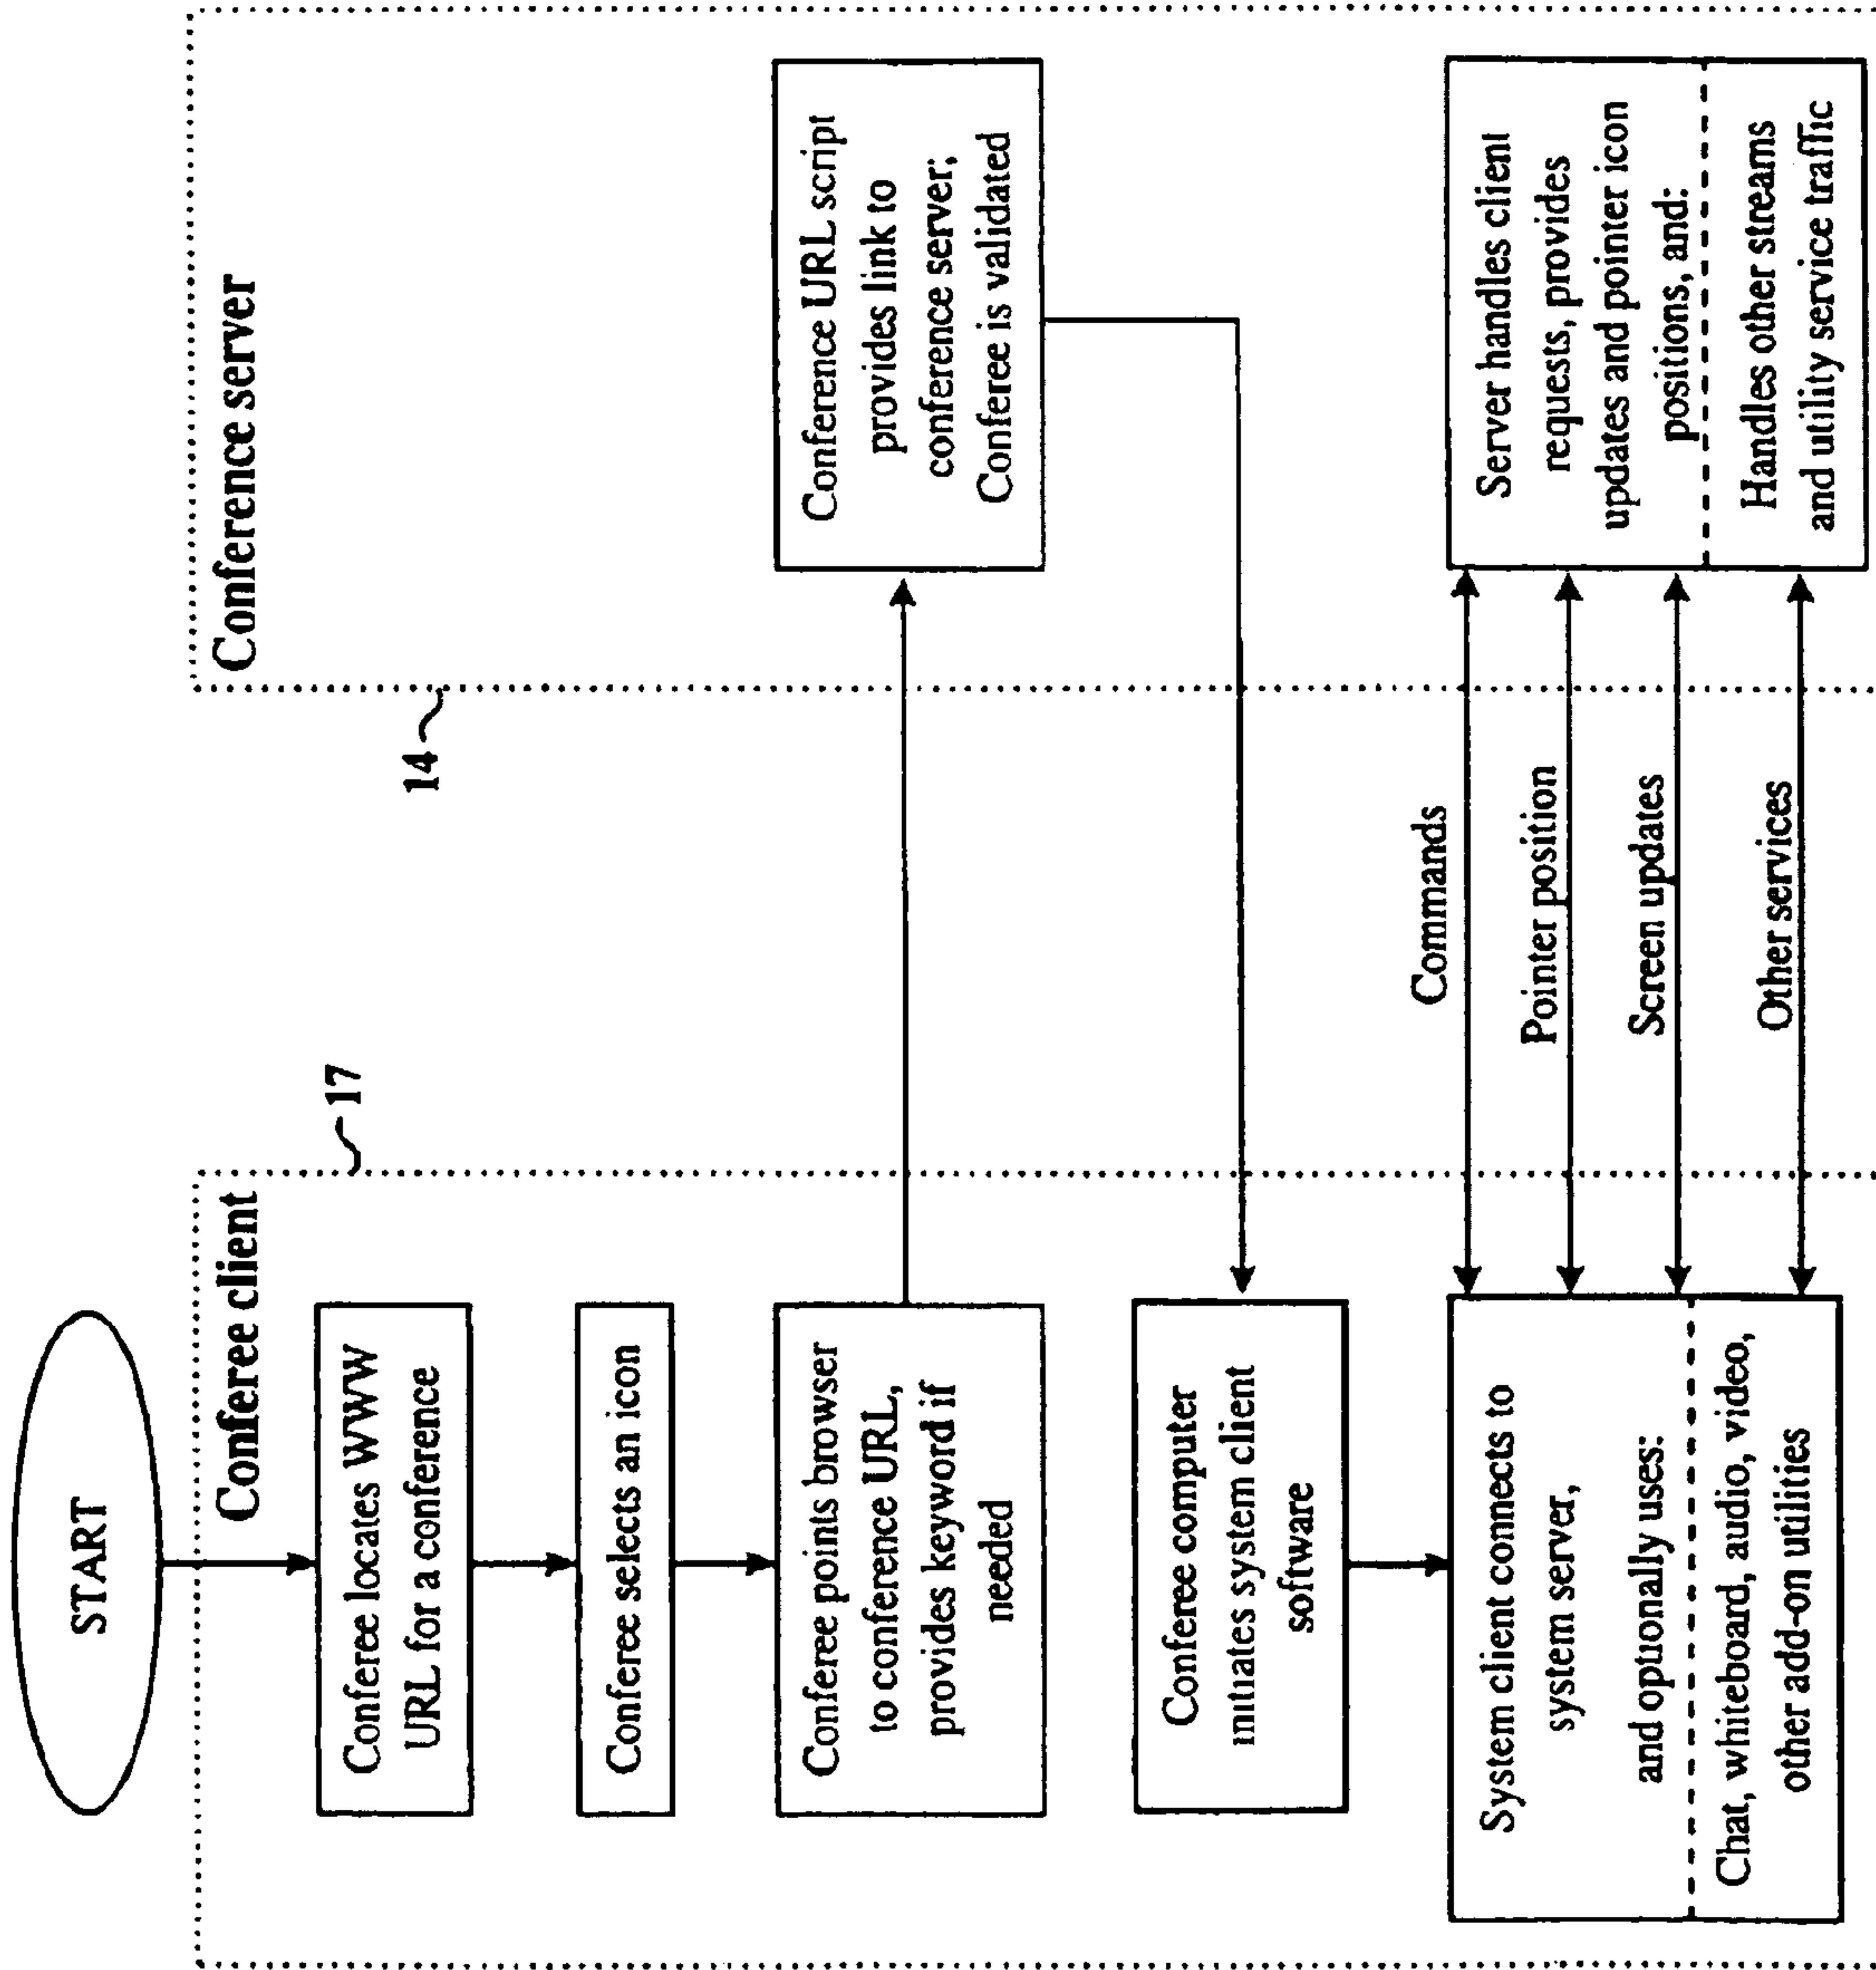 START
Conferee client
17
Conferee locates WWW
URL for a conference
Conferee selects an icon
Conferee points browser
to conference URL,
provides keyword if
needed
Conferee computer
initiates system client
software
System client connects to
system server,
and optionally uses:
Chat, whiteboard, audio, video,
other add-on utilities
14
Commands
Pointer position
Screen updates
Other services
Conference server
Conference URL script
provides link to
conference server;
Conferee is validated
Server handles client
requests, provides
updates and pointer icon
positions, and:
Handles other streams
and utility service traffic